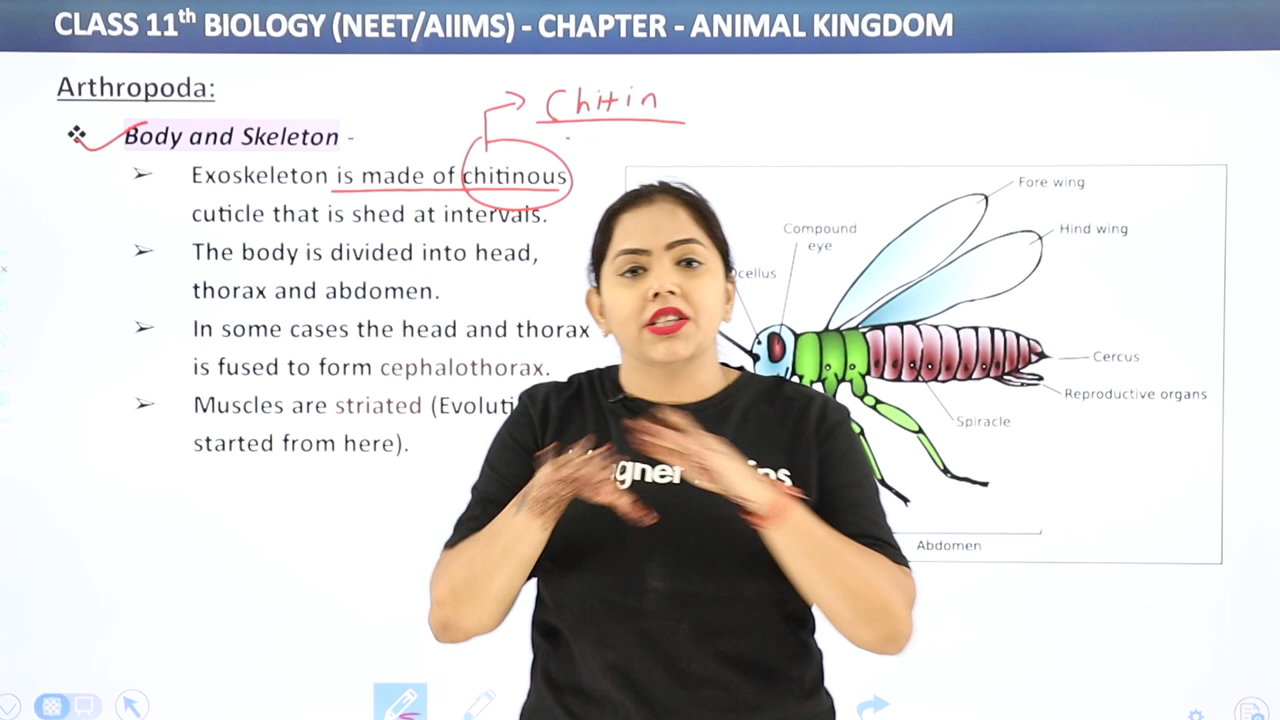 CLASS 11th BIOLOGY (NEET/AIIMS) - CHAPTER - ANIMAL KINGDOM
Arthropoda:
Chitin
Body and Skeleton -
Exoskeleton is made of chitinous
cuticle that is shed at intervals.
The body is divided into head,
thorax and abdomen.
In some cases the head and thorax
is fused to form cephalothorax.
Muscles are striated
started from here).
Fore wing
Hind wing
Compound
eye
Cercus
Reproductive organs
Spiracle
Abdomen